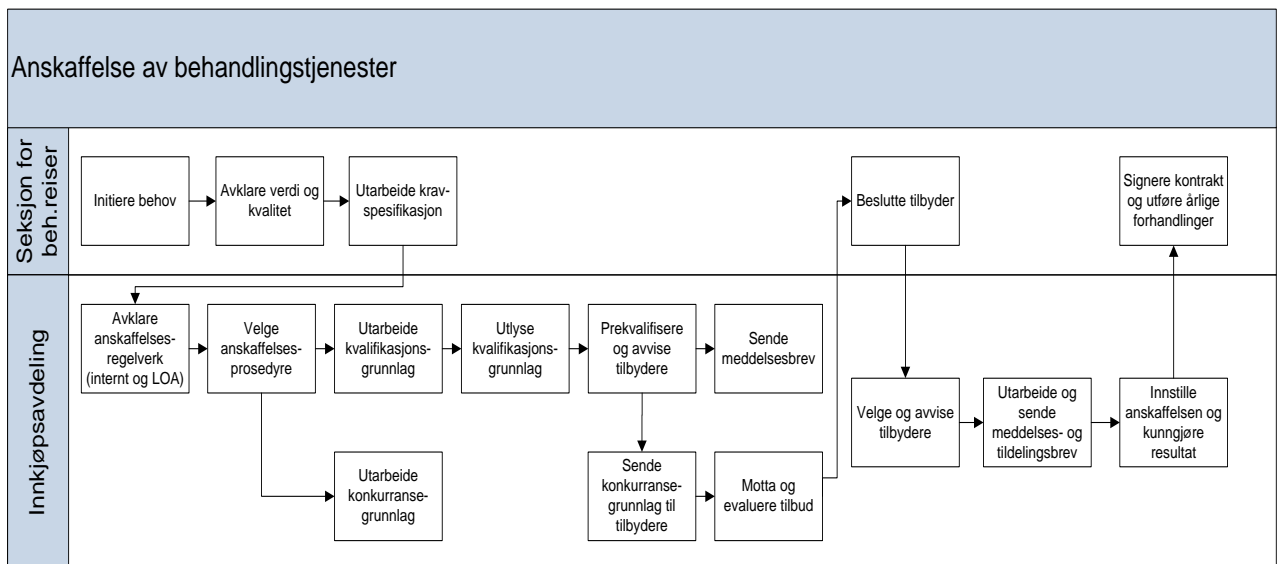 Anskaffelse av behandlingstjenester
Seksjon for
beh.reiser
Initiere behov
Avklare verdi og
kvalitet
Utarbeide krav-
spesifikasjon
Beslutte tilbyder
Signere kontrakt
og utføre årlige
forhandlinger
Innkjøpsavdeling
Avklare
anskaffelses-
regelverk
(internt og LOA)
Velge
anskaffelses-
prosedyre
Utarbeide
kvalifikasjons-
grunnlag
Utlyse
kvalifikasjons-
grunnlag
Prekvalifisere
og avvise
tilbydere
Sende
meddelsesbrev
Velge og avvise
tilbydere
Utarbeide og
sende
meddelses- og
tildelingsbrev
Innstille
anskaffelsen og
kunngjøre
resultat
Utarbeide
konkurranse-
grunnlag
Sende
konkurranse-
grunnlag til
tilbydere
Motta og
evaluere tilbud